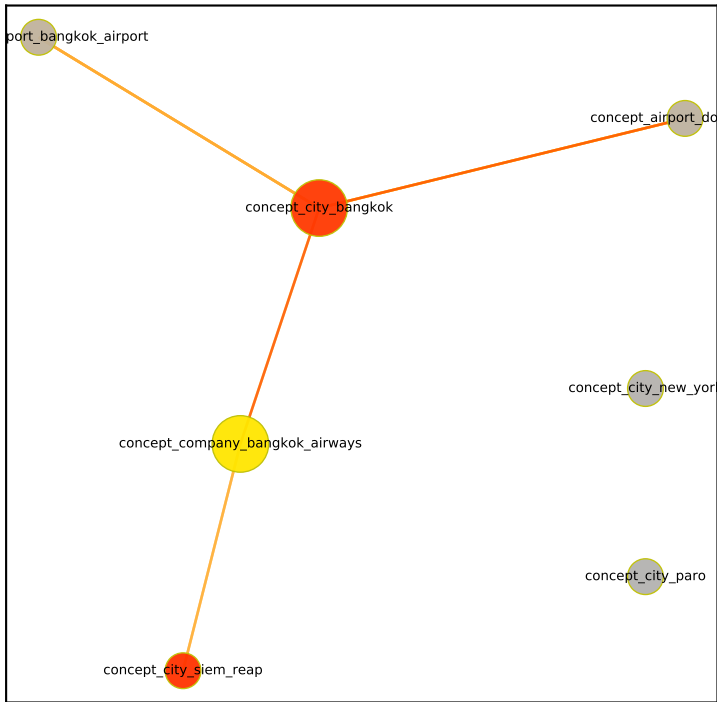 port_bangkok_airport
concept_airport_do
concept_city_bangkok
concept_city_new_york
concept_company_bangkok_airways
concept_city_paro
concept_city_siem_reap